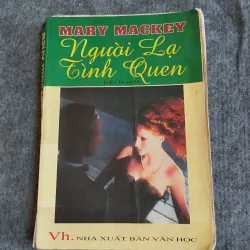 MARY MACKEY
Người Lạ
Tình Quen
Vh. NHÀ XUẤT BẢN VĂN HỌC